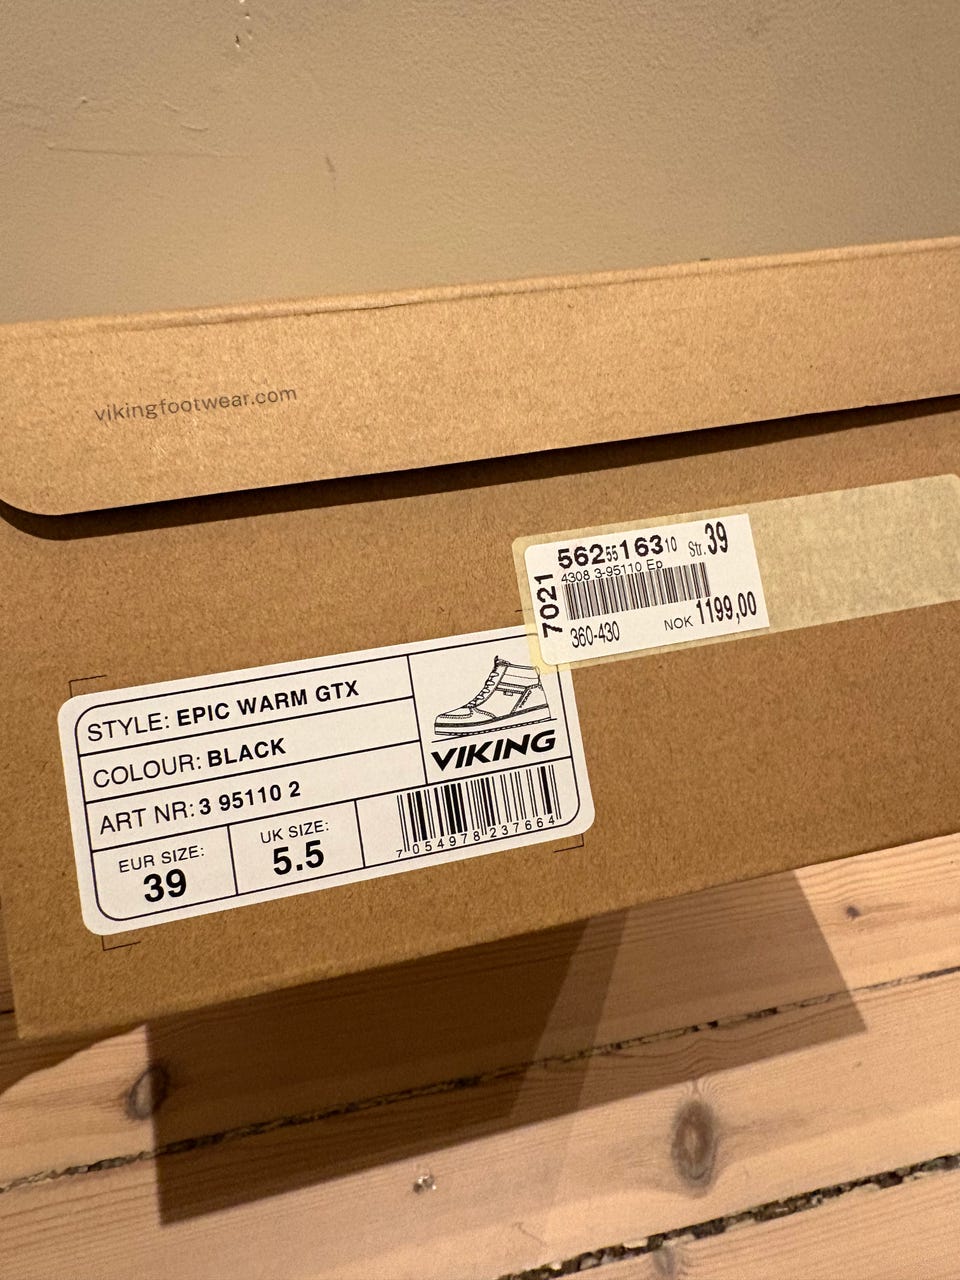 vikingfootwear.com
7021
562 55 163 10 Str. 39
4308 3-95110 Ep
360-430 NOK 1199,00
STYLE: EPIC WARM GTX
COLOUR: BLACK
ART NR: 3 95110 2
EUR SIZE:
39
UK SIZE:
5.5
VIKING
7 054978 237664